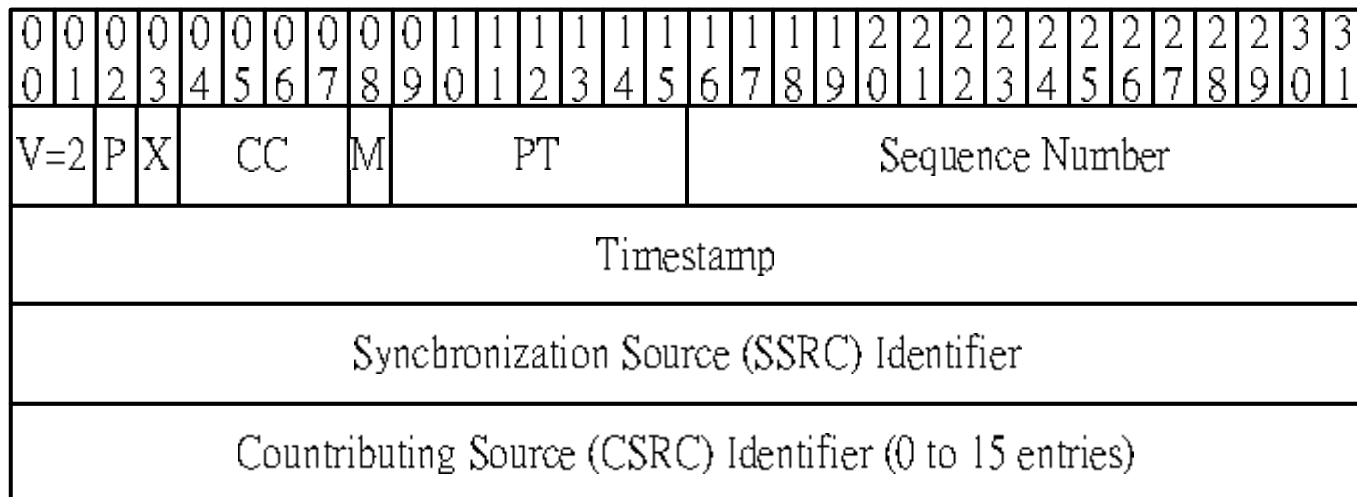 0 0 0 0 0 0 0 0 0 0 1 1 1 1 1 1 1 1 1 1 2 2 2 2 2 2 2 2 2 2 3 3
0 1 2 3 4 5 6 7 8 9 0 1 2 3 4 5 6 7 8 9 0 1 2 3 4 5 6 7 8 9 0 1
V=2 P X CC M PT Sequence Number
Timestamp
Synchronization Source (SSRC) Identifier
Countributing Source (CSRC) Identifier (0 to 15 entries)